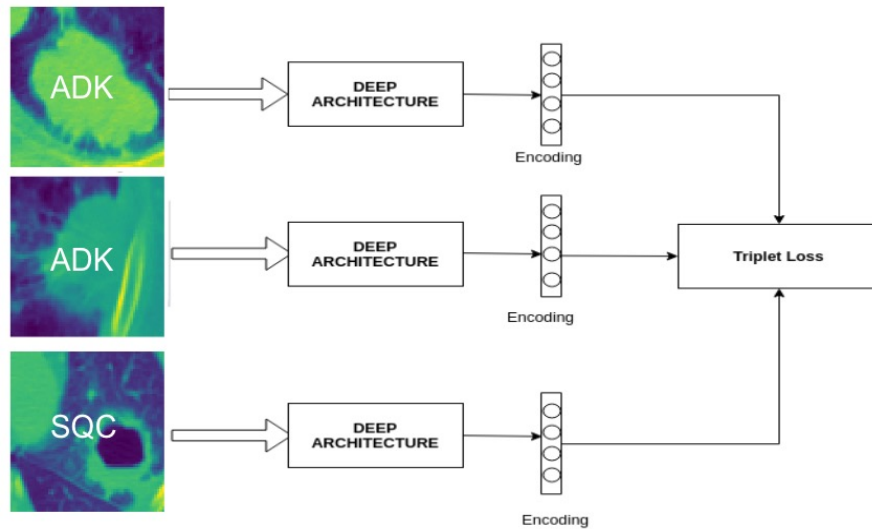 ADK
DEEP
ARCHITECTURE
Encoding
ADK
DEEP
ARCHITECTURE
Encoding
Triplet Loss
SQC
DEEP
ARCHITECTURE
Encoding